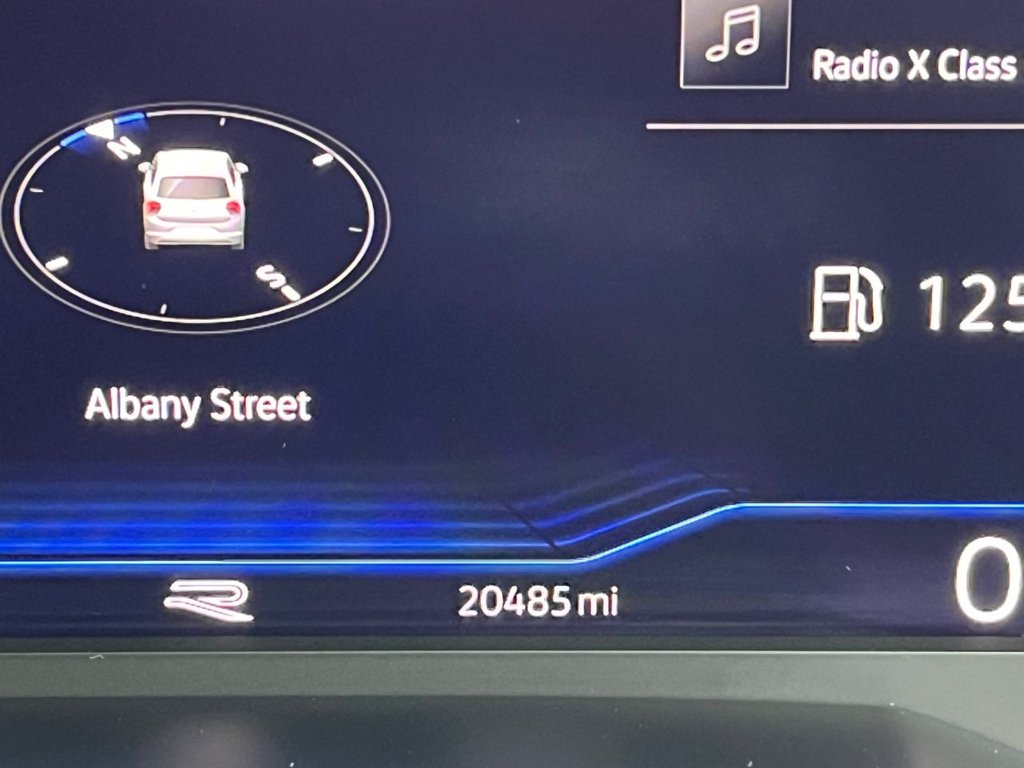 Radio X Class
N
S
125
Albany Street
R
20485 mi
0